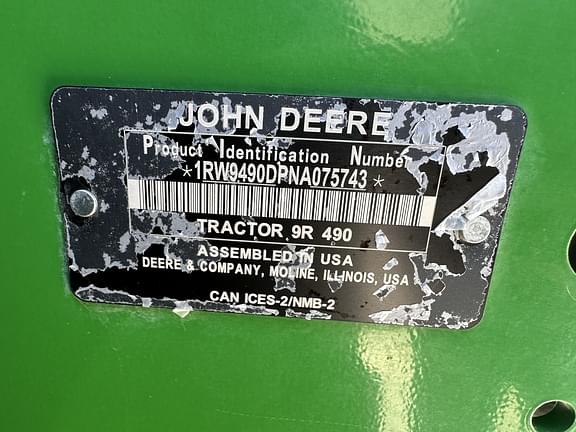 JOHN DEERE
Product Identification Number
*1RW9490DPNA075743*
TRACTOR 9R 490
ASSEMBLED IN USA
DEERE & COMPANY, MOLINE, ILLINOIS, USA
CAN ICES-2/NMB-2